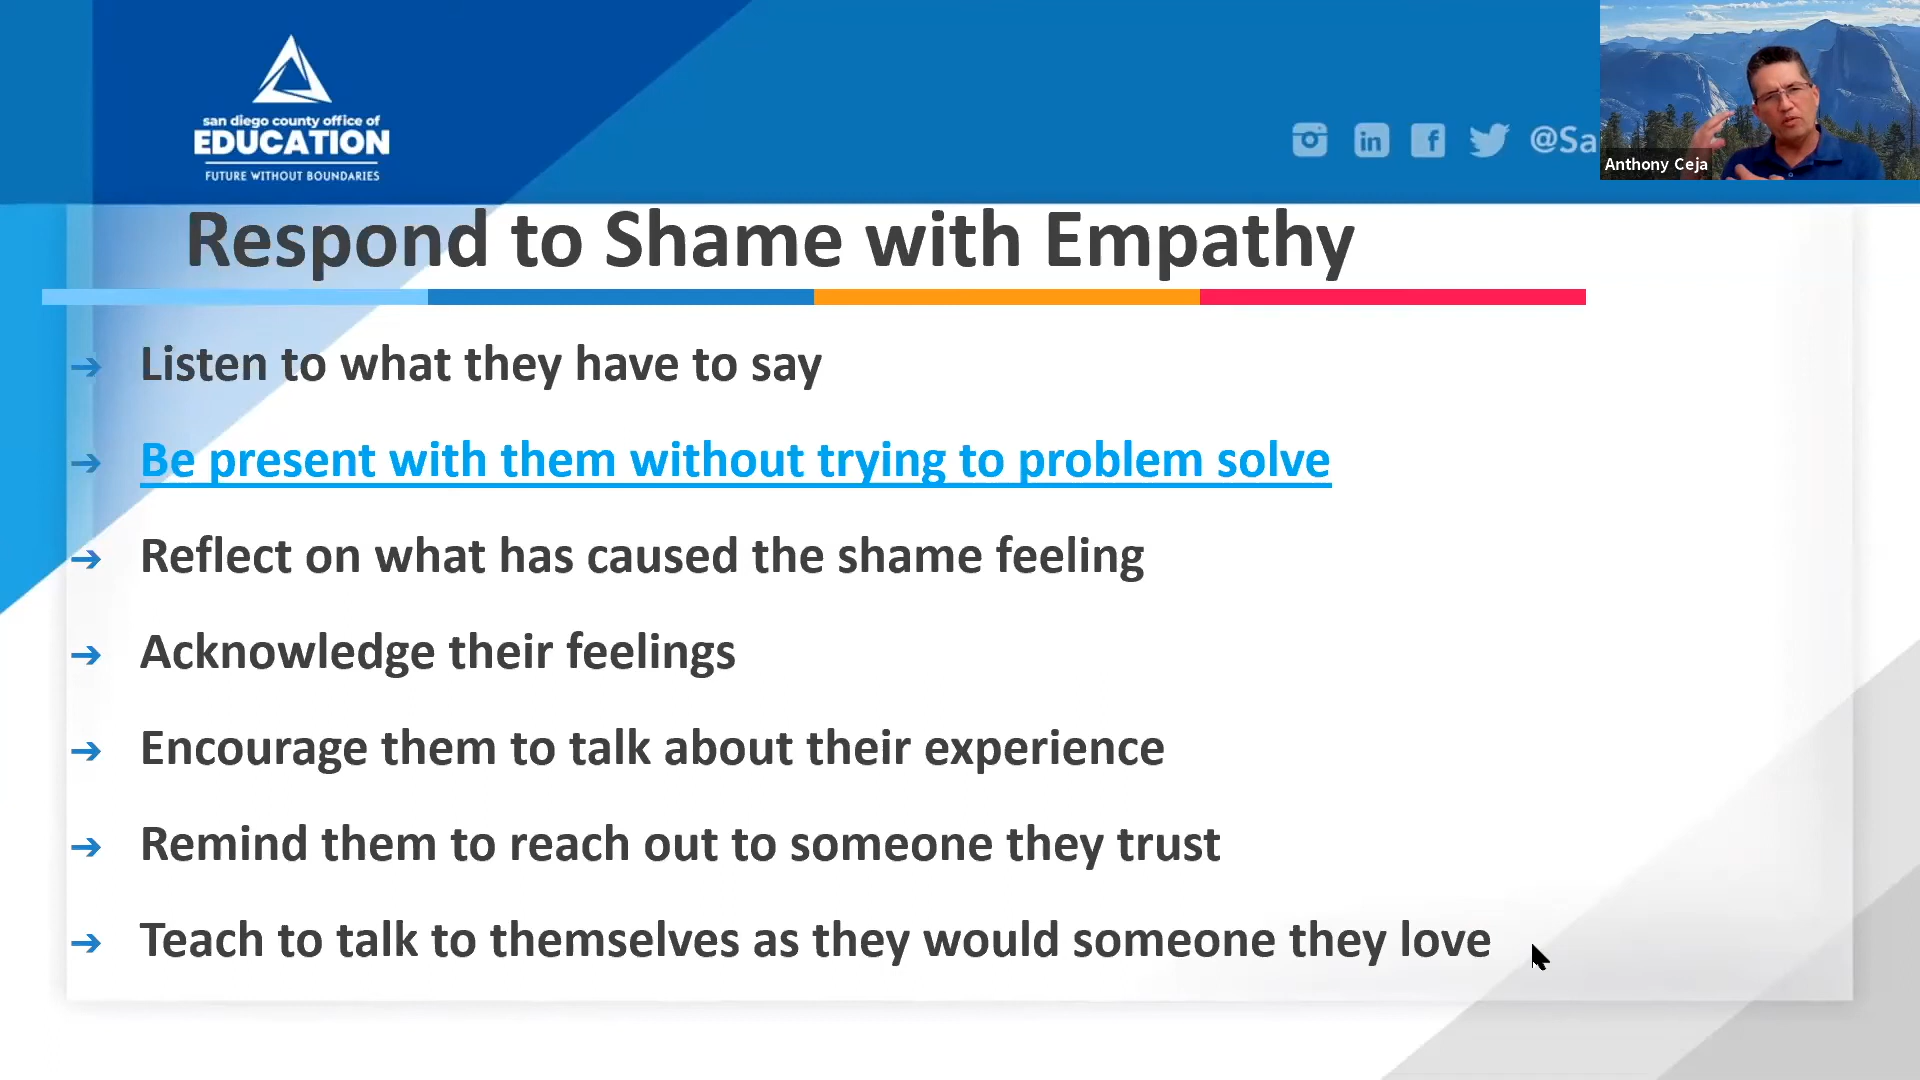 san diego county office of
EDUCATION
FUTURE WITHOUT BOUNDARIES
@Sa
Anthony Ceja
Respond to Shame with Empathy
➔ Listen to what they have to say
➔ Be present with them without trying to problem solve
➔ Reflect on what has caused the shame feeling
➔ Acknowledge their feelings
➔ Encourage them to talk about their experience
➔ Remind them to reach out to someone they trust
➔ Teach to talk to themselves as they would someone they love